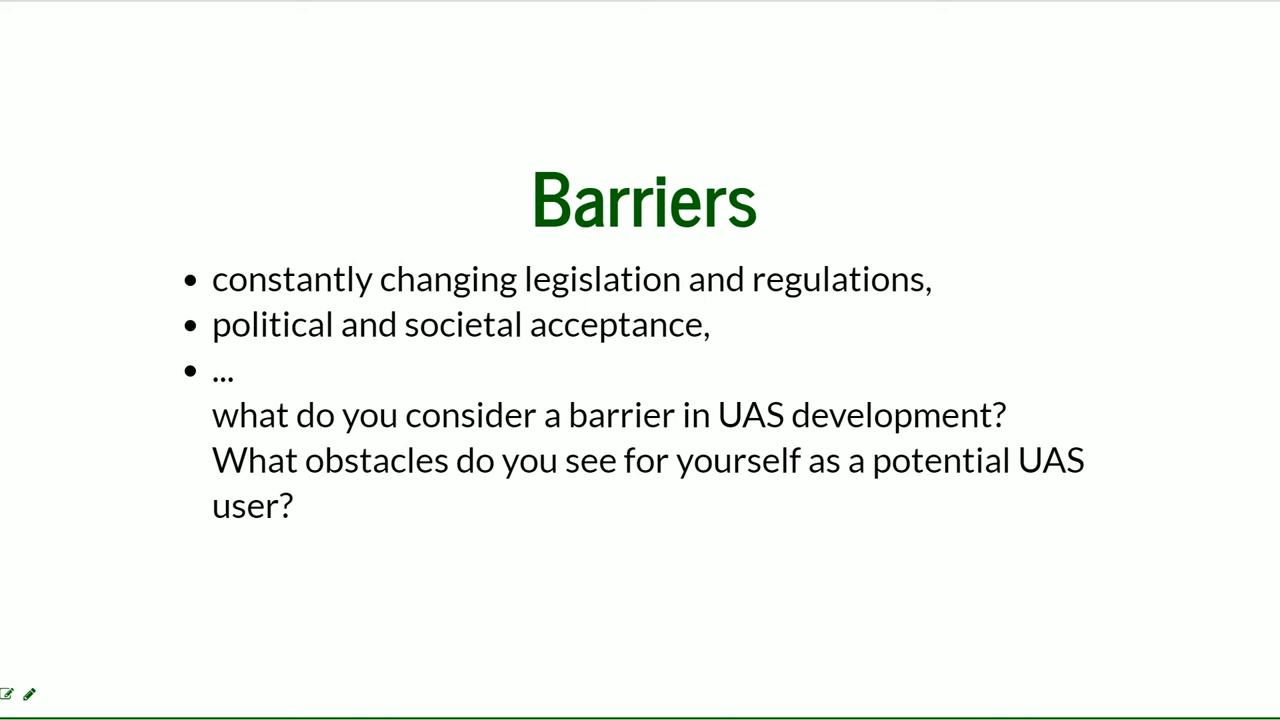 Barriers
• constantly changing legislation and regulations,
• political and societal acceptance,
• ...
what do you consider a barrier in UAS development?
What obstacles do you see for yourself as a potential UAS
user?